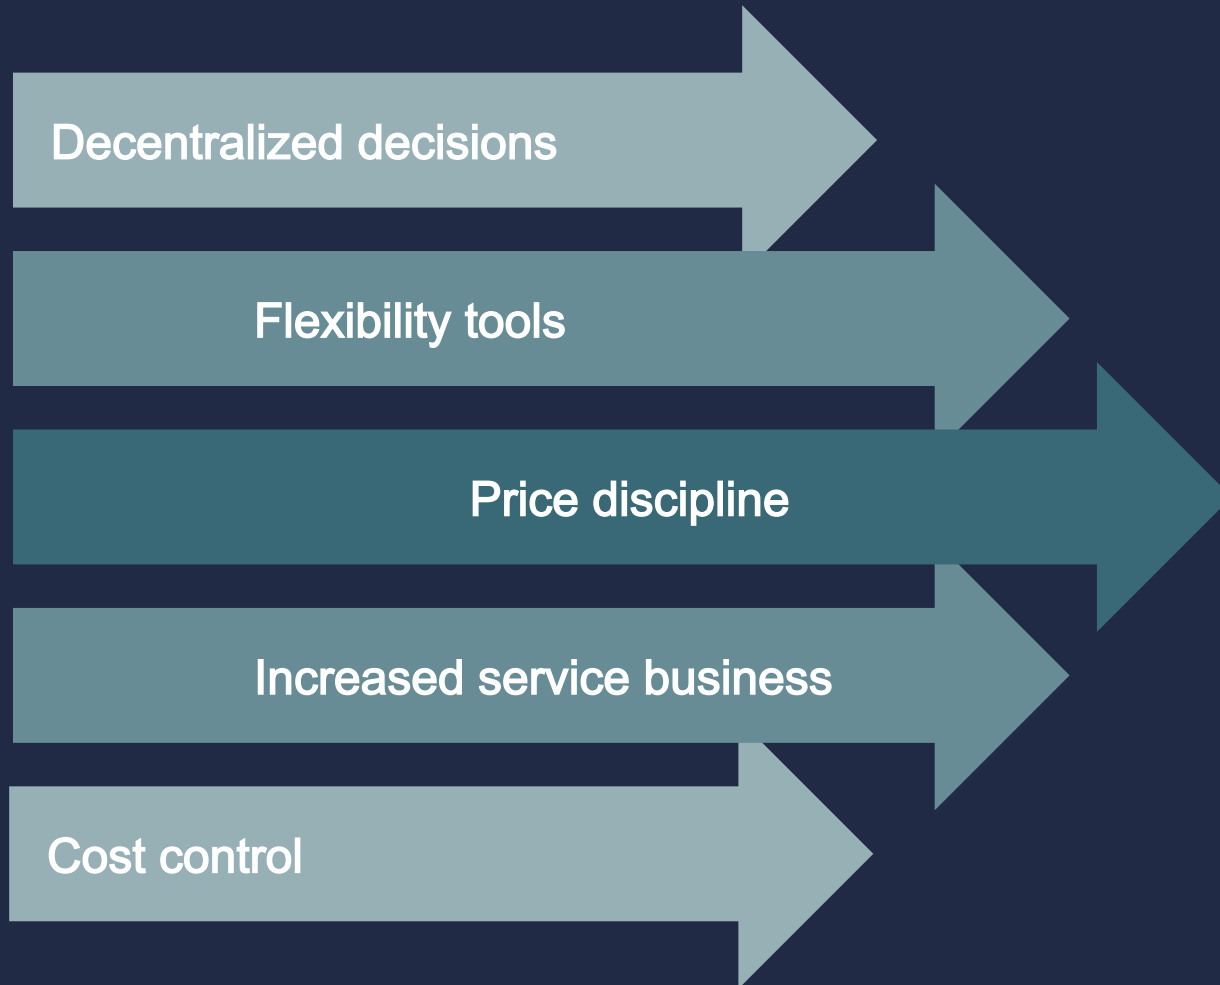 Decentralized decisions
Flexibility tools
Price discipline
Increased service business
Cost control